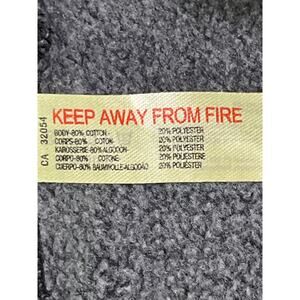 KEEP AWAY FROM FIRE
BODY-80% COTTON- 20% POLYESTER
CORPS-80% COTON- 20% POLYESTER
KAROSSERIE-80%ALGODON- 20% POLYESTER
CORPO-80% COTONE- 20% POLIESTERE
CUERPO-80% BAUMWOLLE-ALGODÃO 20% POLIÉSTER
CA 32054